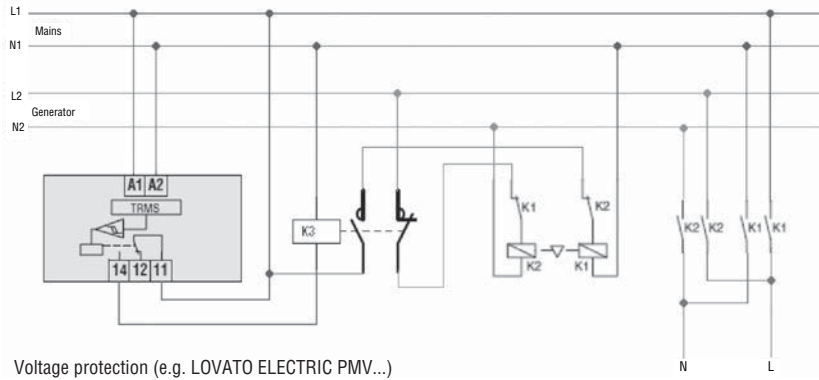 L1
Mains
N1
L2
Generator
N2
A1 A2
TRMS
14 12 11
K3
K1 K2
K2 K1
K2 K2 K1 K1
N L
Voltage protection (e.g. LOVATO ELECTRIC PMV...)